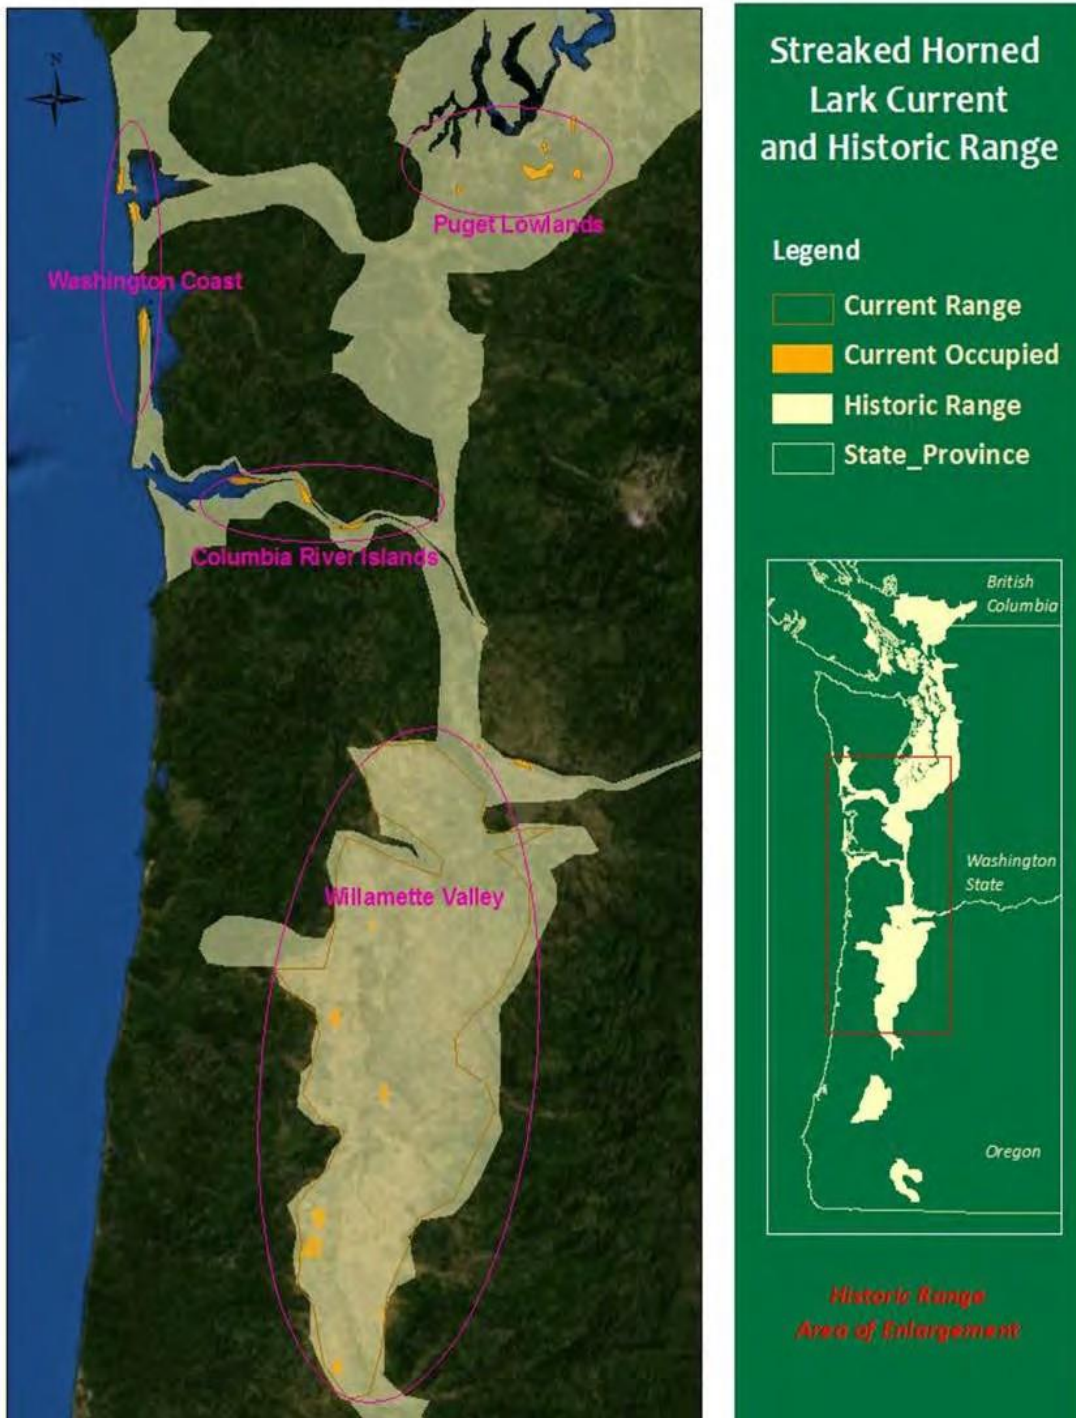 N
Puget Lowlands
Washington Coast
Columbia River Islands
Willamette Valley
Streaked Horned
Lark Current
and Historic Range
Legend
Current Range
Current Occupied
Historic Range
State_Province
British
Columbia
Washington
State
Oregon
Historic Range
Area of Enlargement